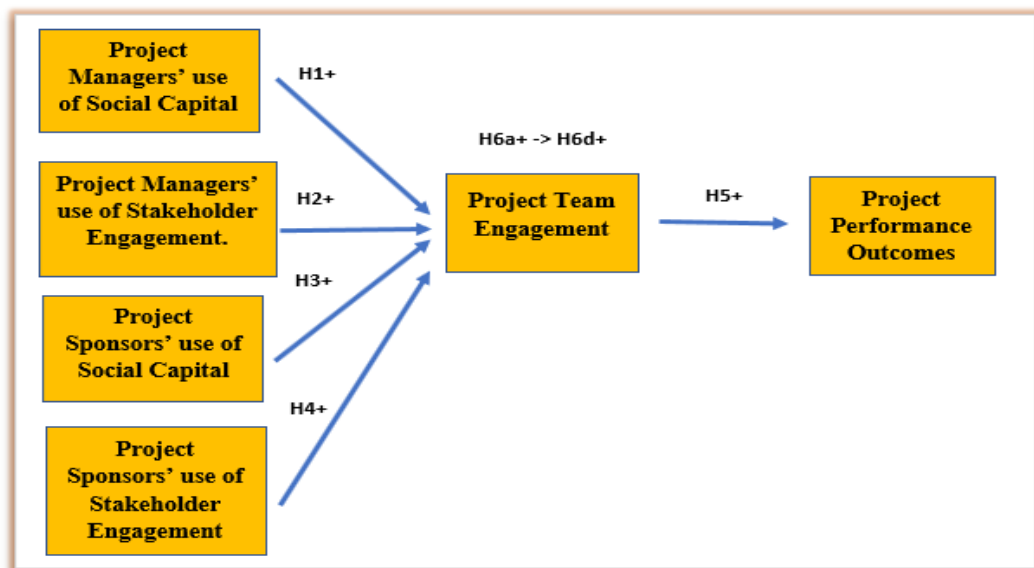 Project
Managers' use
of Social Capital
H1+
Project Managers'
use of Stakeholder
Engagement.
H2+
Project
Sponsors' use of
Social Capital
H3+
Project
Sponsors' use of
Stakeholder
Engagement
H4+
H6a+ -> H6d+
Project Team
Engagement
H5+
Project
Performance
Outcomes